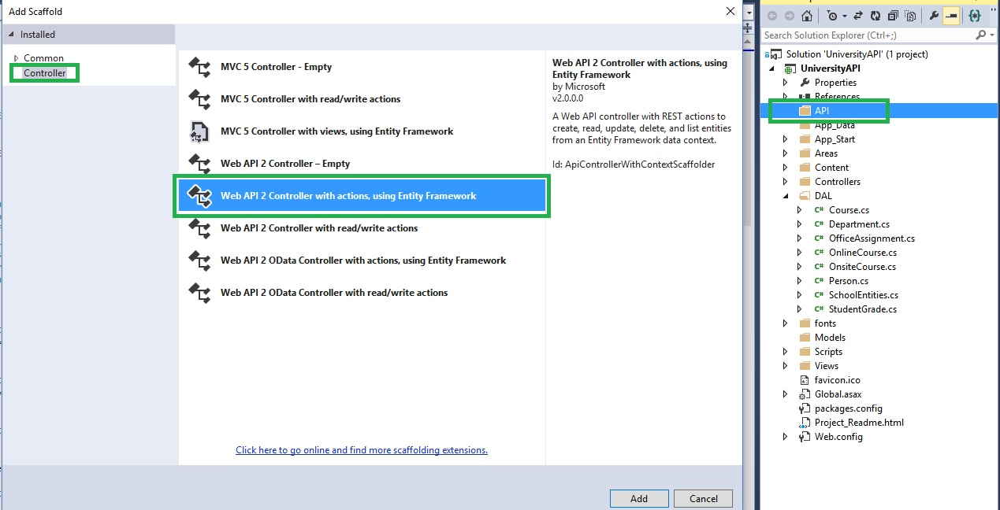 Add Scaffold
Installed
Common
Controller
MVC 5 Controller - Empty
MVC 5 Controller with read/write actions
MVC 5 Controller with views, using Entity Framework
Web API 2 Controller – Empty
Web API 2 Controller with actions, using Entity Framework
Web API 2 Controller with read/write actions
Web API 2 OData Controller with actions, using Entity Framework
Web API 2 OData Controller with read/write actions
Click here to go online and find more scaffolding extensions.
Web API 2 Controller with actions, using
Entity Framework
by Microsoft
v2.0.0.0
A Web API controller with REST actions to
create, read, update, delete, and list entities
from an Entity Framework data context.
Id: ApiControllerWithContextScaffolder
Add
Cancel
Search Solution Explorer (Ctrl+;)
Solution 'UniversityAPI' (1 project)
UniversityAPI
Properties
References
API
App_Data
App_Start
Areas
Content
Controllers
DAL
C# Course.cs
C# Department.cs
C# OfficeAssignment.cs
C# OnlineCourse.cs
C# OnsiteCourse.cs
C# Person.cs
C# SchoolEntities.cs
C# StudentGrade.cs
fonts
Models
Scripts
Views
favicon.ico
Global.asax
packages.config
Project_Readme.html
Web.config